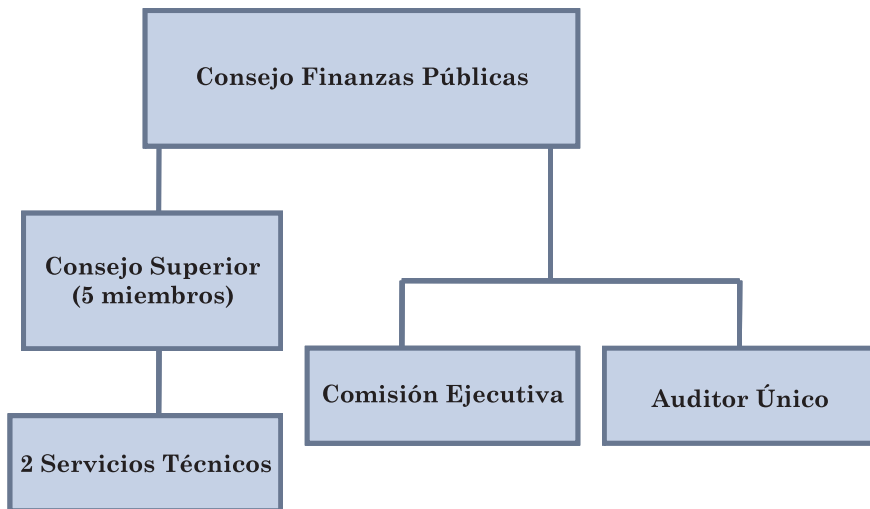 Consejo Finanzas Públicas
Consejo Superior
(5 miembros)
Comisión Ejecutiva
Auditor Único
2 Servicios Técnicos